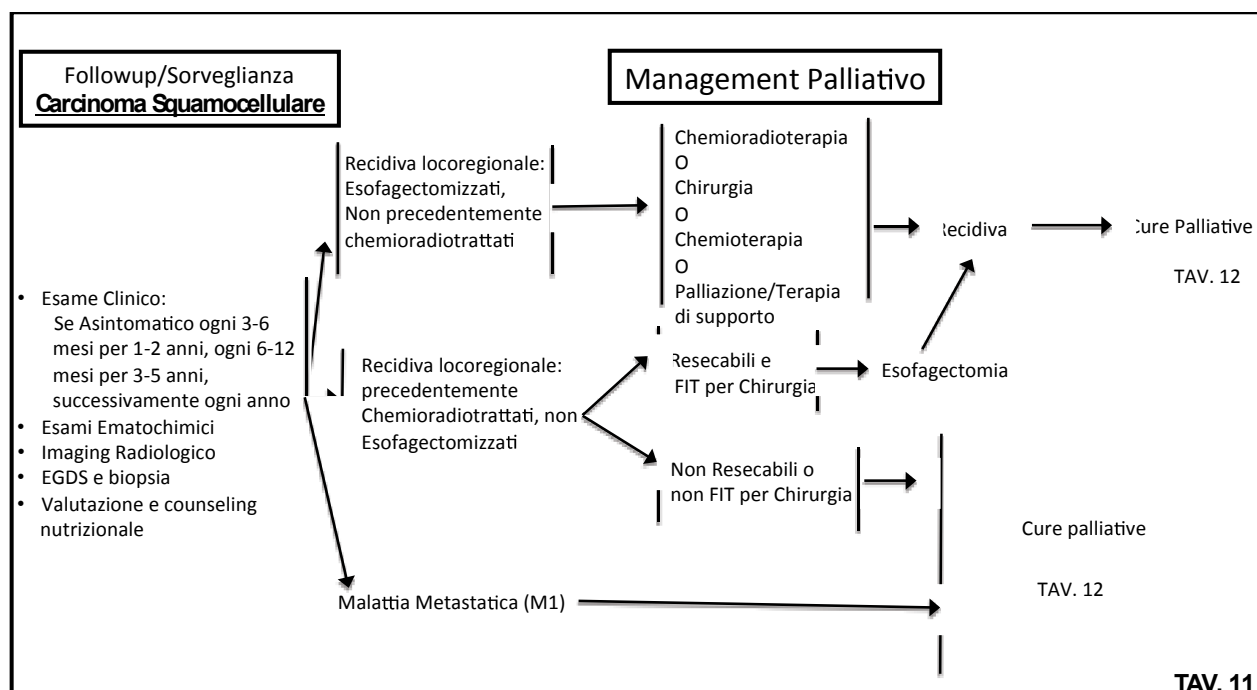 Followup/Sorveglianza
Carcinoma Squamocellulare
Management Palliativo
Recidiva locoregionale:
Esofagectomizzati,
Non precedentemente
chemioradiotrattati
Chemioradioterapia
O
Chirurgia
O
Chemioterapia
O
Palliazione/Terapia
di supporto
Recidiva
Cure Palliative
TAV. 12
• Esame Clinico:
Se Asintomatico ogni 3-6
mesi per 1-2 anni, ogni 6-12
mesi per 3-5 anni,
successivamente ogni anno
• Esami Ematochimici
• Imaging Radiologico
• EGDS e biopsia
• Valutazione e counseling
nutrizionale
Recidiva locoregionale:
precedentemente
Chemioradiotrattati, non
Esofagectomizzati
Resecabili e
FIT per Chirurgia
Esofagectomia
Non Resecabili o
non FIT per Chirurgia
Cure palliative
TAV. 12
Malattia Metastatica (M1)
TAV. 11